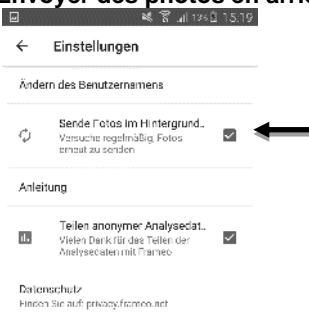 Envoyer des photos en arri
13% 15:19
Einstellungen
Ändern des Benutzernamens
Sende Fotos im Hintergrund..
Versuche regelmäßig, Fotos
erneut zu senden
Anleitung
Teilen anonymer Analysedat..
Vielen Dank für das Teilen der
Analysedaten mit Frameo
Datenschutz
Finden Sie auf: privacy.frameo.net